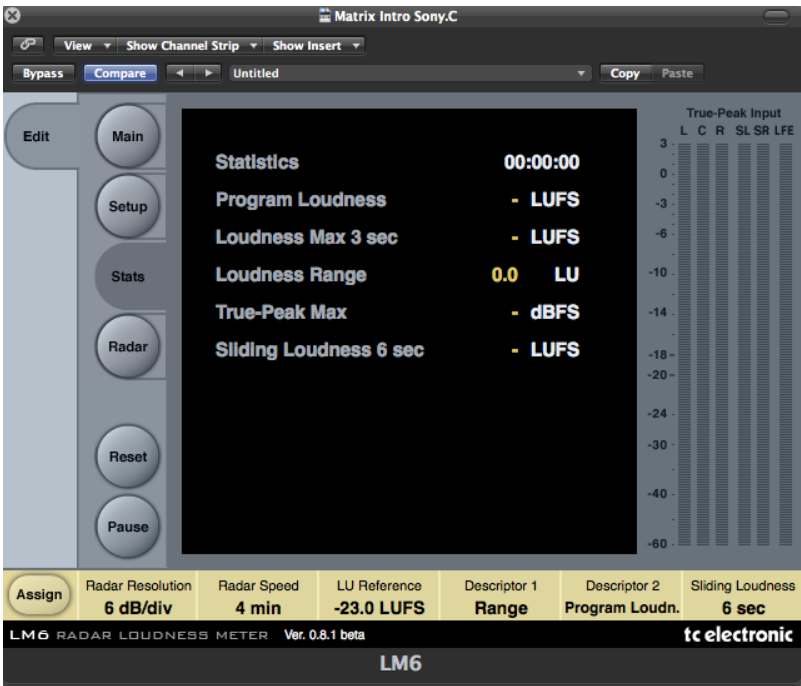 Matrix Intro Sony.C
View Show Channel Strip Show Insert
Bypass Compare Untitled Copy Paste
Edit
Main
Setup
Stats
Radar
Reset
Pause
Statistics 00:00:00
Program Loudness - LUFS
Loudness Max 3 sec - LUFS
Loudness Range 0.0 LU
True-Peak Max - dBFS
Sliding Loudness 6 sec - LUFS
True-Peak Input
L C R SL SR LFE
3
0
-3
-6
-10
-14
-18
-20
-24
-30
-40
-60
Assign
Radar Resolution Radar Speed LU Reference Descriptor 1 Descriptor 2 Sliding Loudness
6 dB/div 4 min -23.0 LUFS Range Program Loudn. 6 sec
LM6 RADAR LOUDNESS METER Ver. 0.8.1 beta tc electronic
LM6